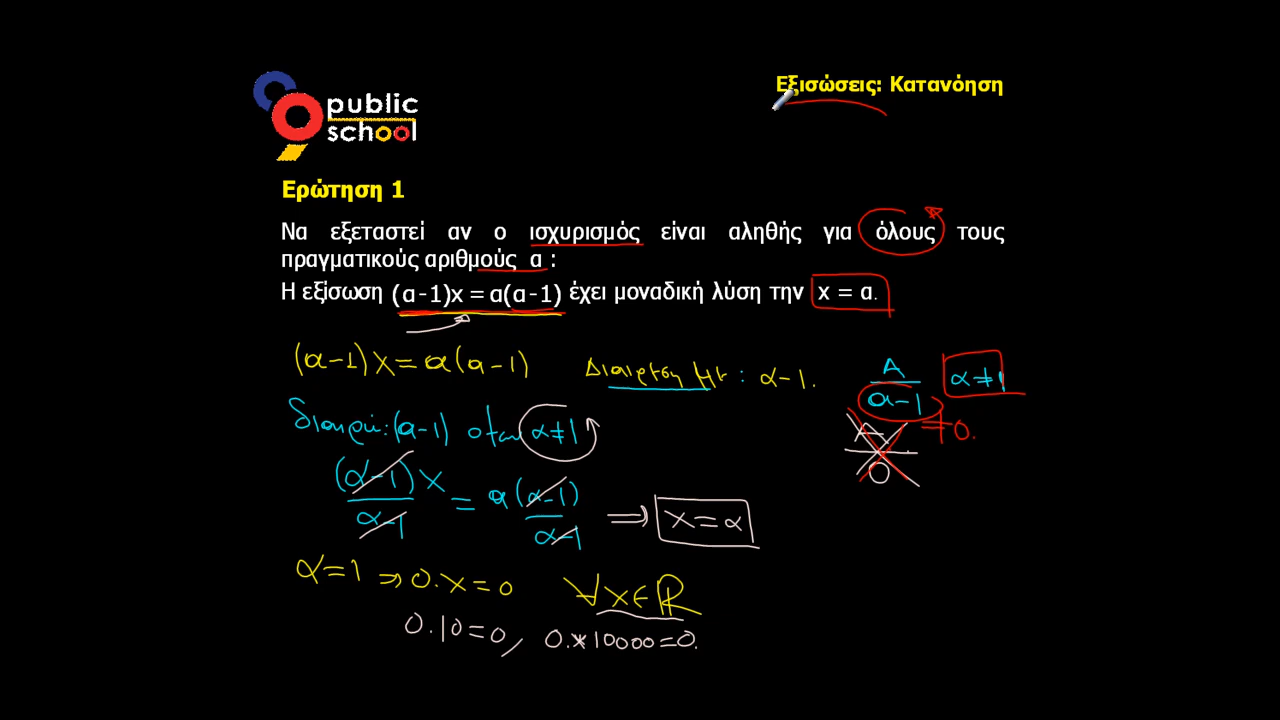 public
school
Εξισώσεις: Κατανόηση
Ερώτηση 1
Να εξεταστεί αν ο ισχυρισμός είναι αληθής για όλους τους
πραγματικούς αριθμούς α :
Η εξίσωση (α-1)x = α(α-1) έχει μοναδική λύση την x = α.
(α-1)x = α(α-1)
Διαίρεση με : α-1.
A
α-1
α≠1
≠0.
A
0
διαιρώ:(α-1) όταν α≠1
(α-1)x
α-1
=
α(α-1)
α-1
⇒ x = α
α=1 ⇒ 0.x=0 ∀x∈ℝ
0.10=0, 0.*10000=0.